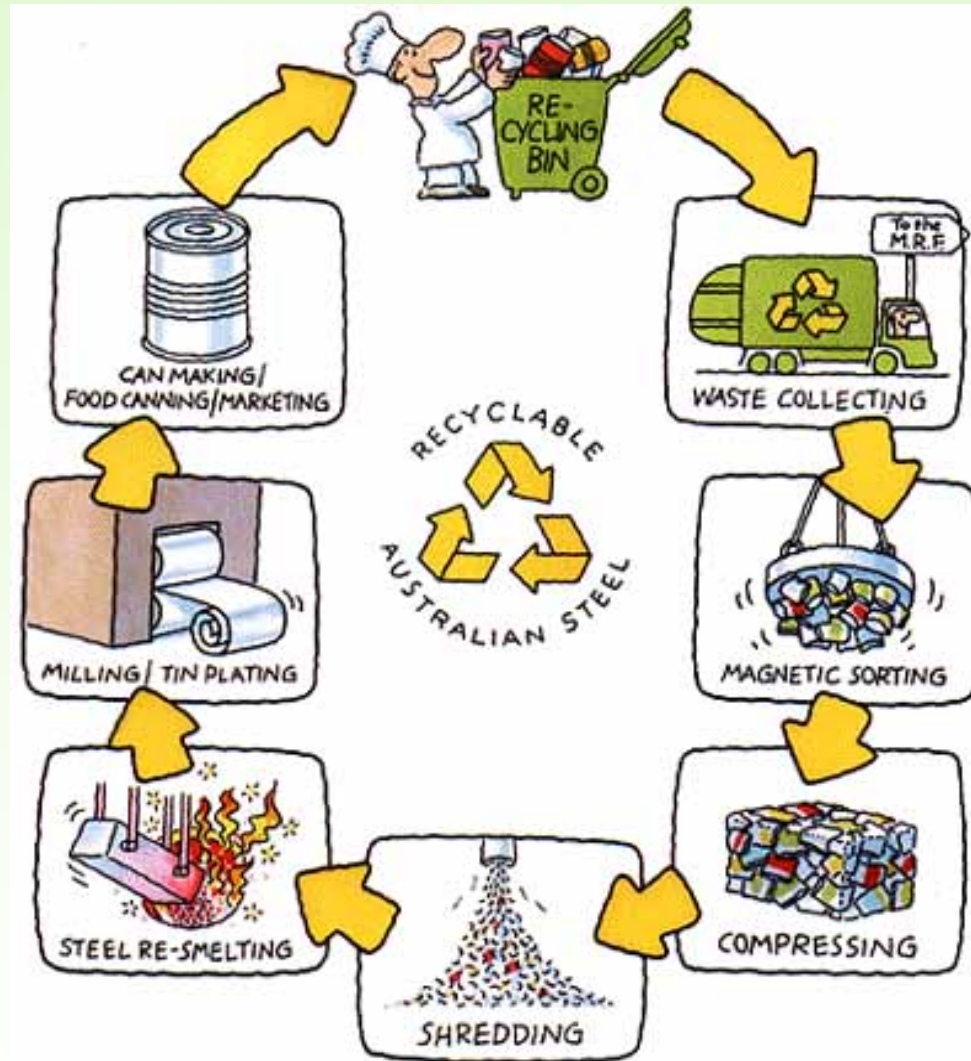 RE-
CYCLING
BIN
To the
M.R.F.
WASTE COLLECTING
MAGNETIC SORTING
COMPRESSING
SHREDDING
STEEL RE-SMELTING
MILLING/TIN PLATING
CAN MAKING/
FOOD CANNING/MARKETING
RECYCLABLE
AUSTRALIAN STEEL